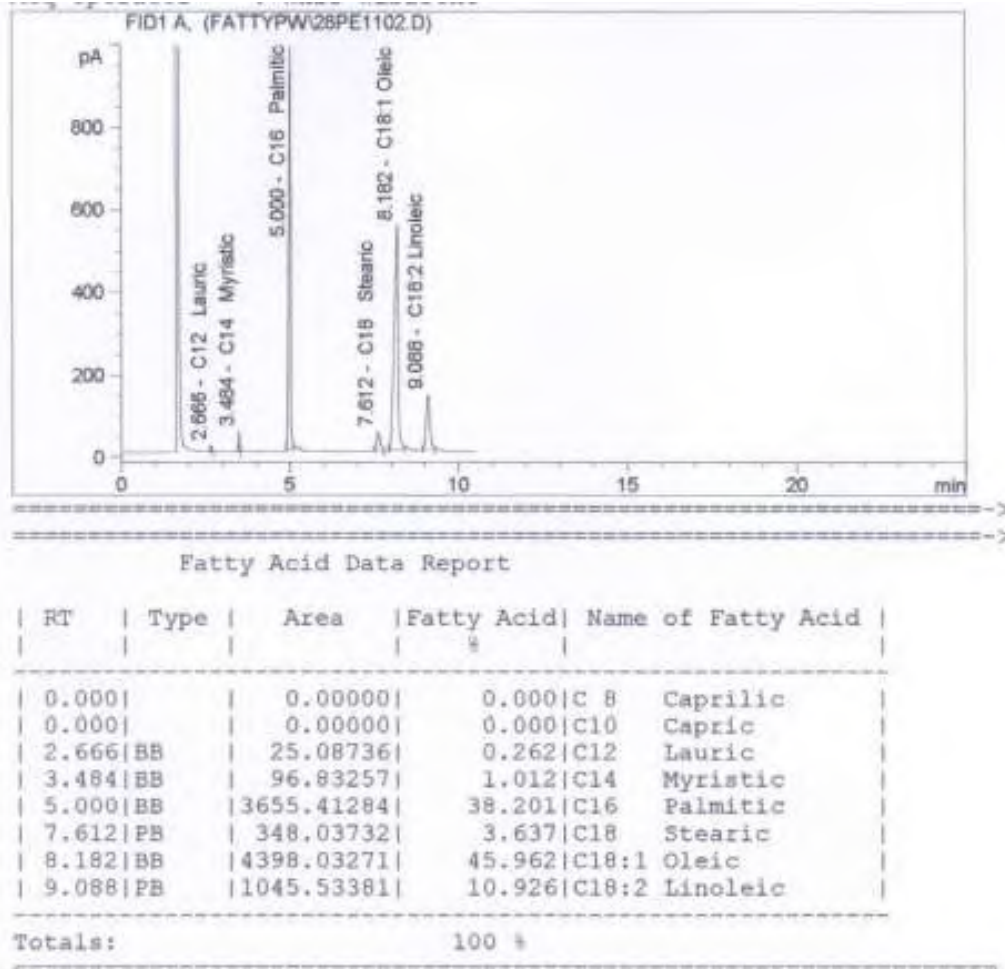 FID1 A, (FATTYPW\28PE1102.D)
pA
800
600
400
200
0
2.666 - C12 Lauric
3.484 - C14 Myristic
5.000 - C16 Palmitic
7.612 - C18 Stearic
8.182 - C18:1 Oleic
9.088 - C18:2 Linoleic
0 5 10 15 20 min
Fatty Acid Data Report
| RT | Type | Area |Fatty Acid| Name of Fatty Acid |
| | | | % | |
| 0.000| | 0.00000| 0.000|C 8 Caprilic |
| 0.000| | 0.00000| 0.000|C10 Capric |
| 2.666|BB | 25.08736| 0.262|C12 Lauric |
| 3.484|BB | 96.83257| 1.012|C14 Myristic |
| 5.000|BB |3655.41284| 38.201|C16 Palmitic |
| 7.612|PB | 348.03732| 3.637|C18 Stearic |
| 8.182|BB |4398.03271| 45.962|C18:1 Oleic |
| 9.088|PB |1045.53381| 10.926|C18:2 Linoleic |
Totals: 100 %